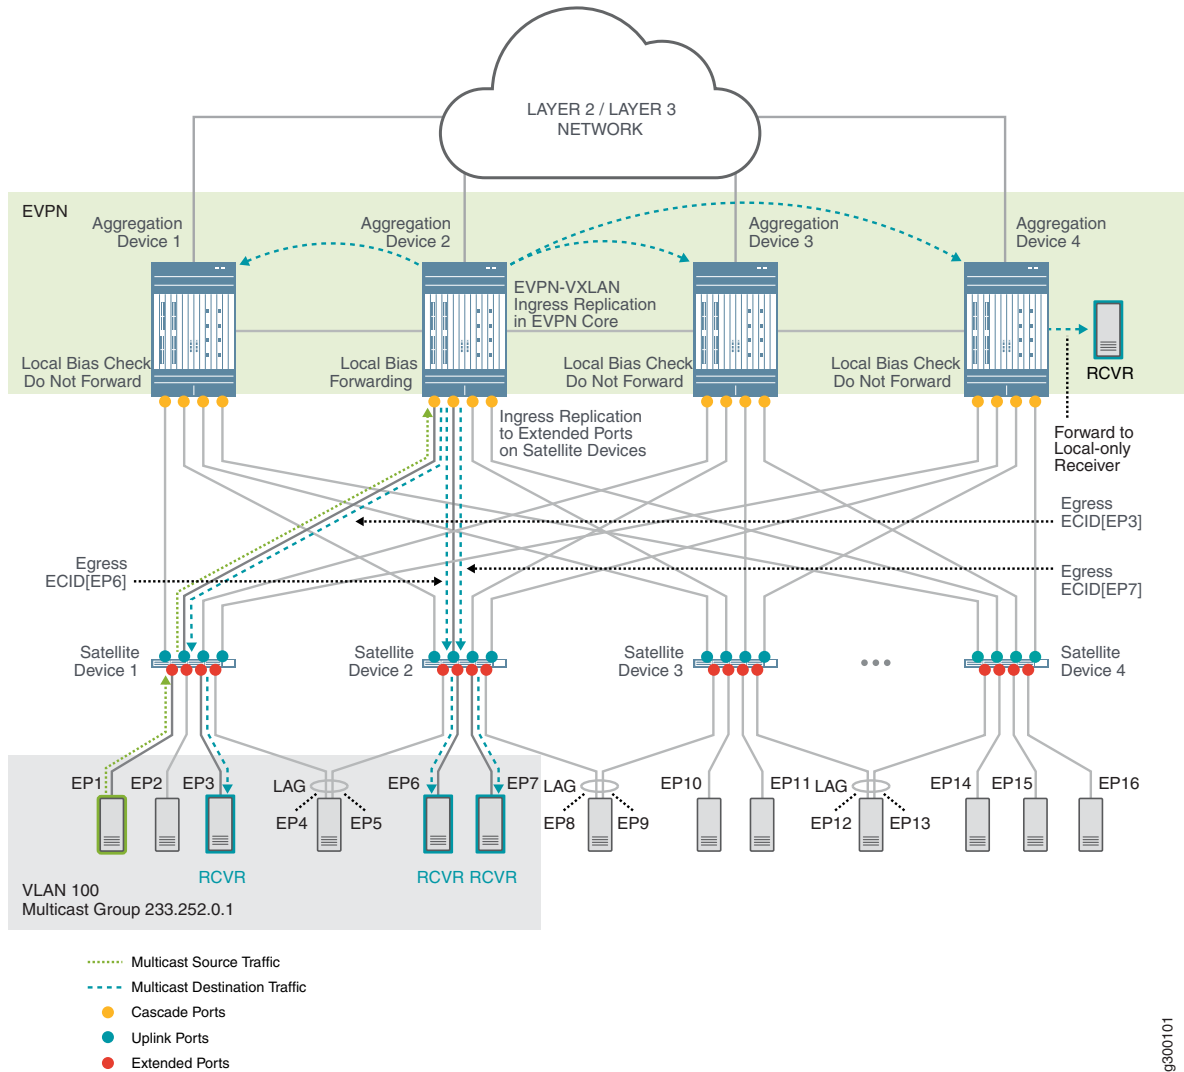 LAYER 2 / LAYER 3
NETWORK
EVPN
Aggregation
Device 1
Aggregation
Device 2
Aggregation
Device 3
Aggregation
Device 4
EVPN-VXLAN
Ingress Replication
in EVPN Core
Local Bias Check
Do Not Forward
Local Bias
Forwarding
Local Bias Check
Do Not Forward
Local Bias Check
Do Not Forward
RCVR
Ingress Replication
to Extended Ports
on Satellite Devices
Forward to
Local-only
Receiver
Egress
ECID[EP3]
Egress
ECID[EP6]
Egress
ECID[EP7]
Satellite
Device 1
Satellite
Device 2
Satellite
Device 3
Satellite
Device 4
EP1
EP2
EP3
LAG
EP4
EP5
EP6
EP7
LAG
EP8
EP9
EP10
EP11
LAG
EP12
EP13
EP14
EP15
EP16
RCVR
RCVR
RCVR
VLAN 100
Multicast Group 233.252.0.1
Multicast Source Traffic
Multicast Destination Traffic
Cascade Ports
Uplink Ports
Extended Ports
g300101